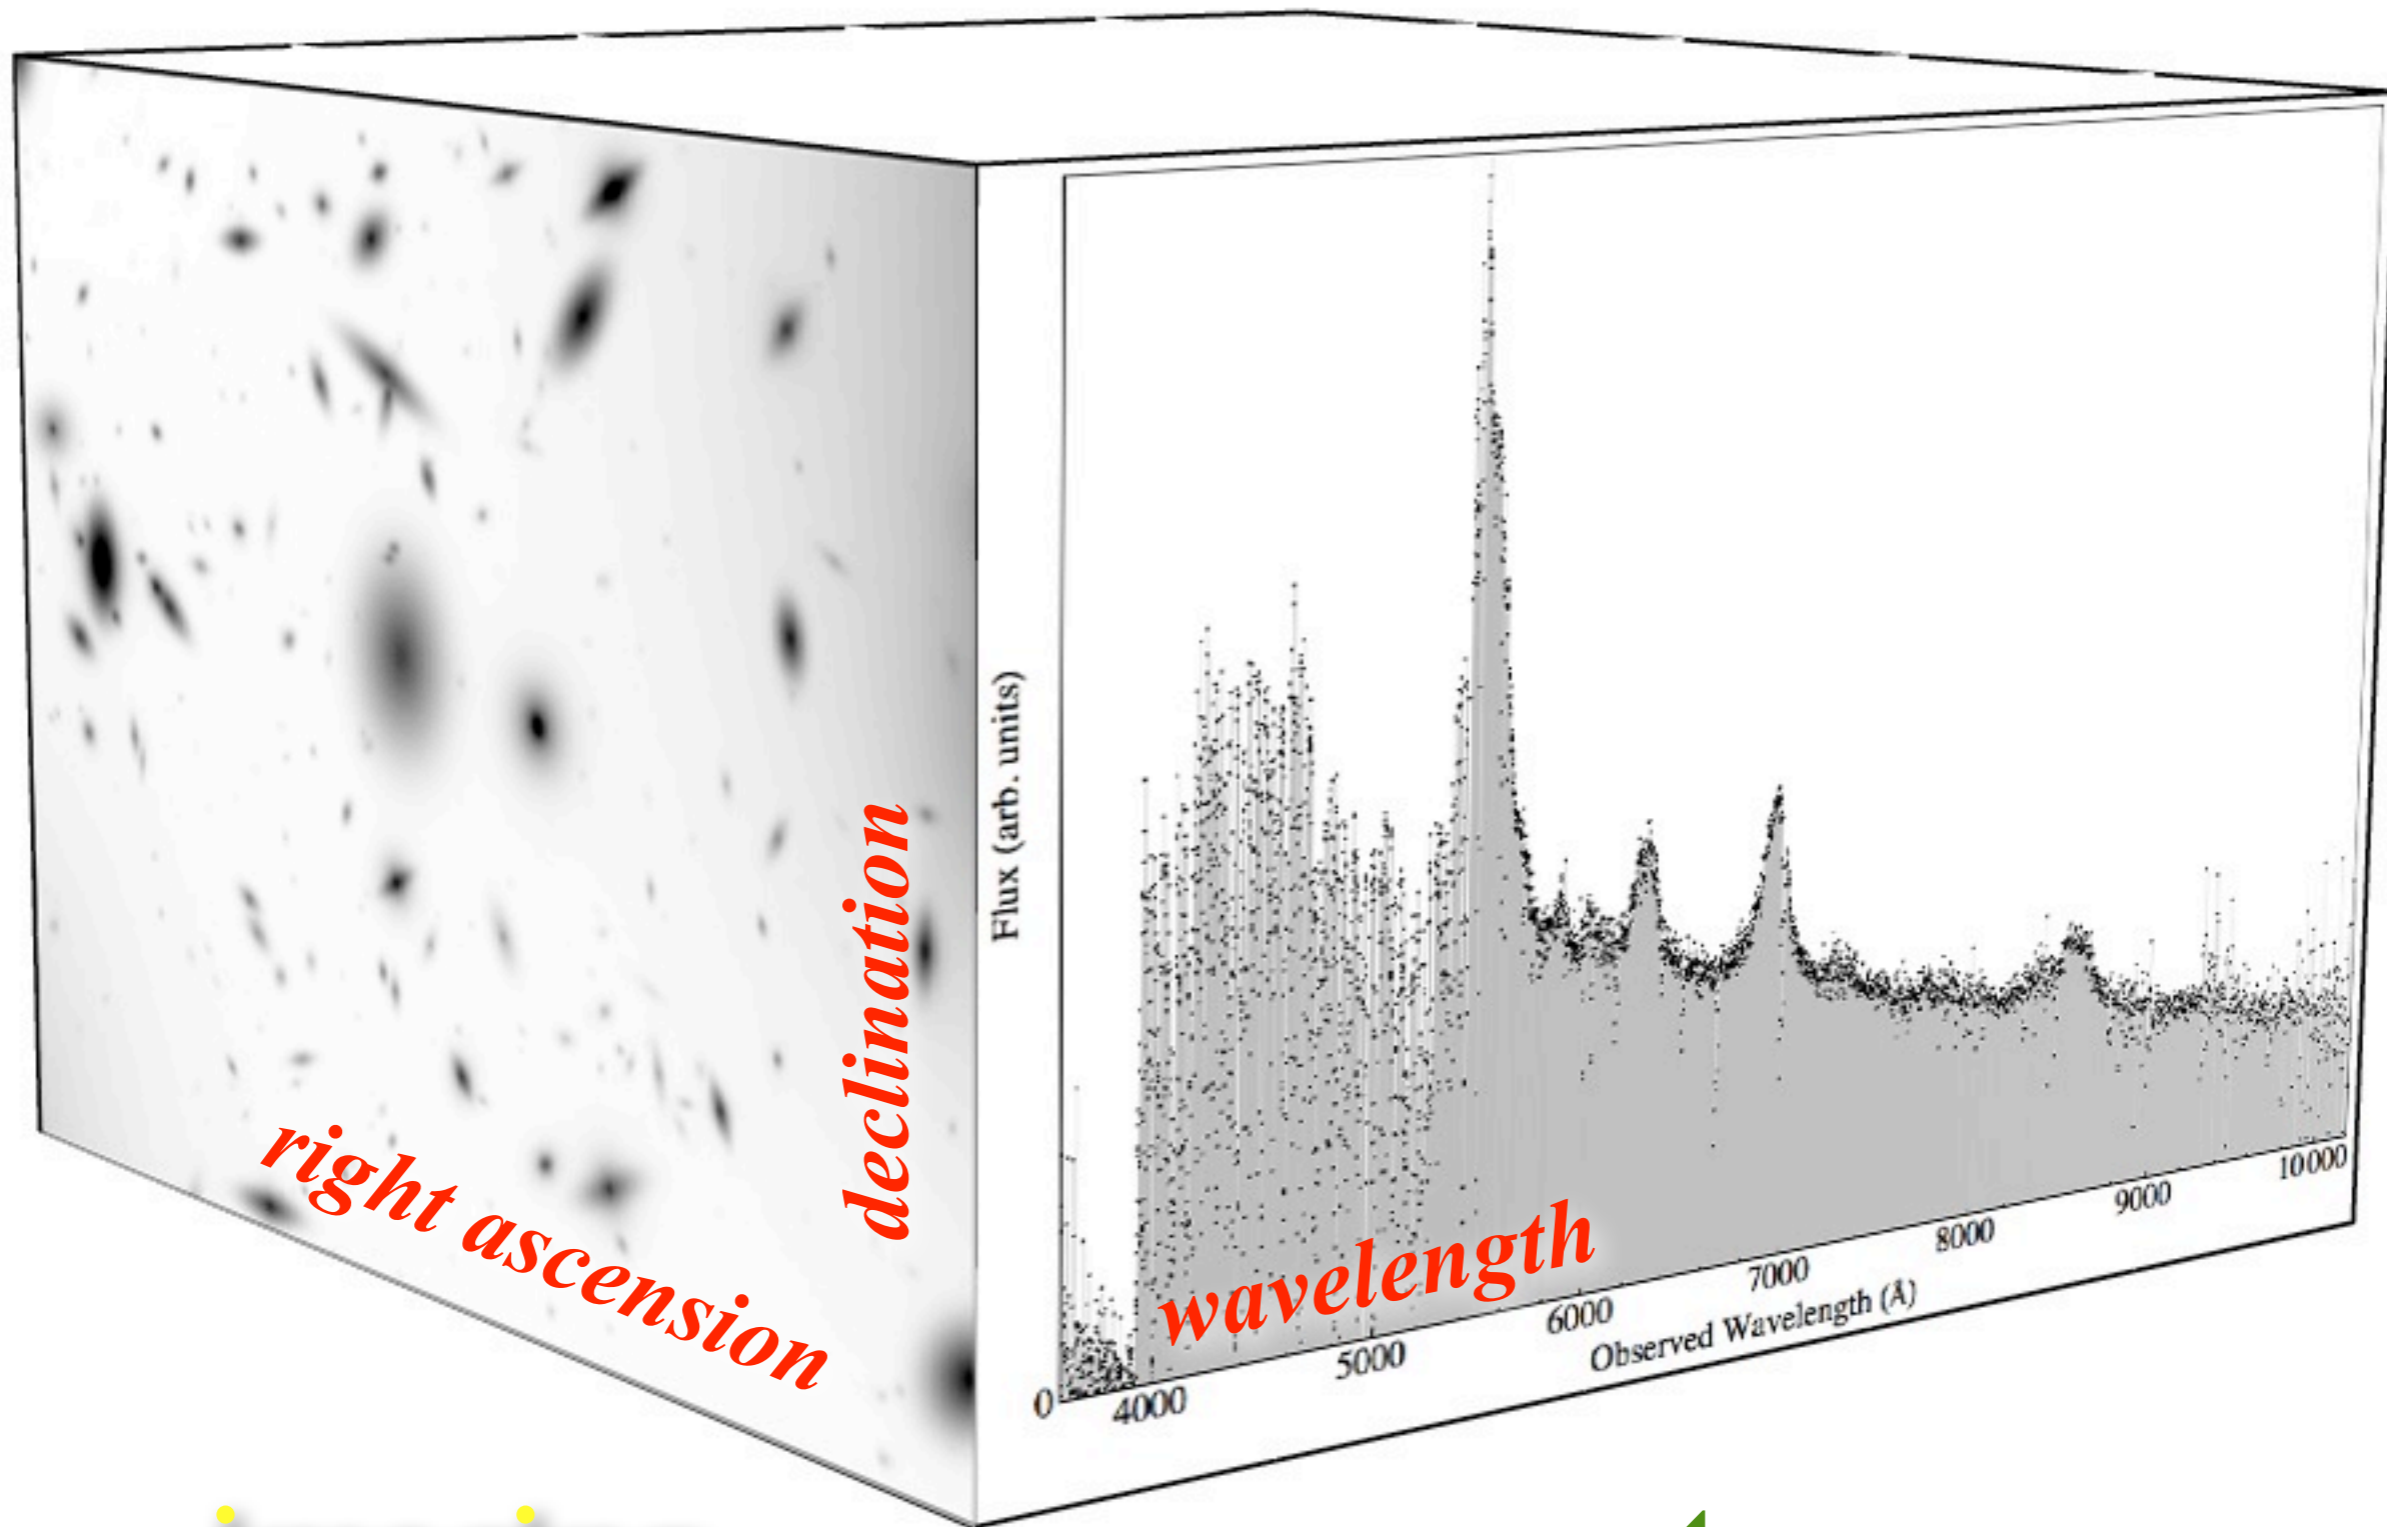 right ascension
declination
Flux (arb. units)
wavelength
0
4000
5000
6000
7000
8000
9000
10000
Observed Wavelength (Å)